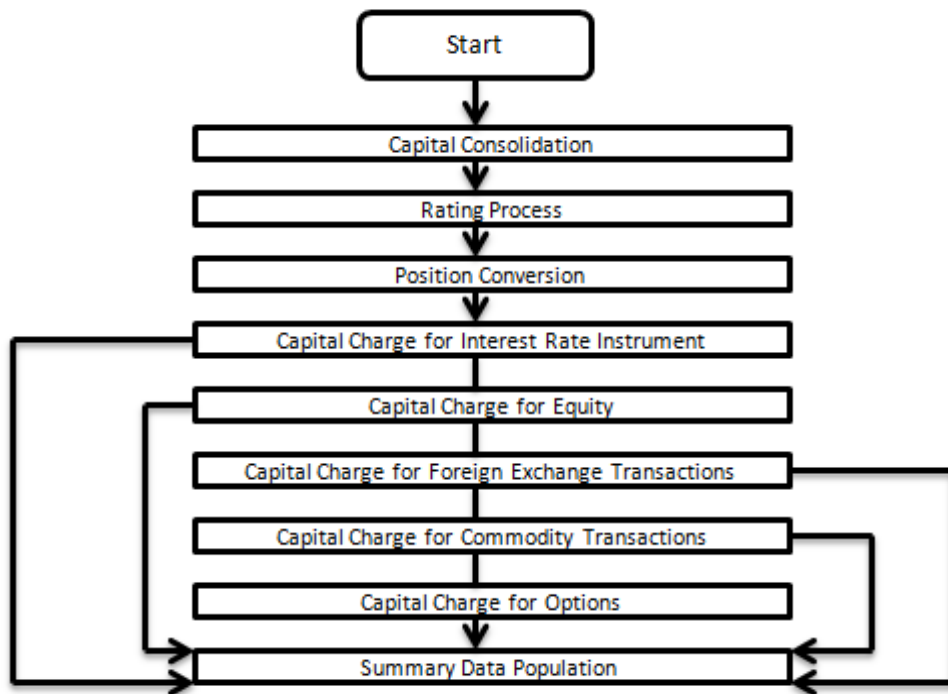 Start
Capital Consolidation
Rating Process
Position Conversion
Capital Charge for Interest Rate Instrument
Capital Charge for Equity
Capital Charge for Foreign Exchange Transactions
Capital Charge for Commodity Transactions
Capital Charge for Options
Summary Data Population